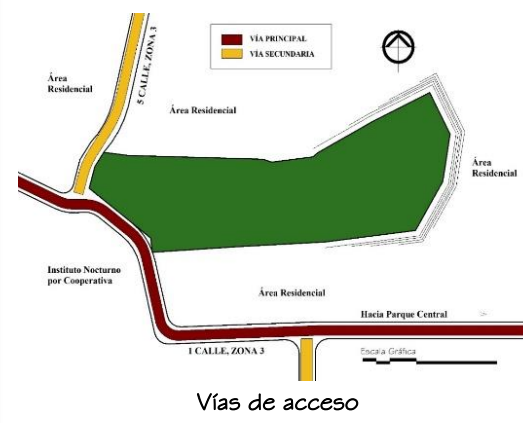 VÍA PRINCIPAL
VÍA SECUNDARIA
5 CALLE, ZONA 3
Área
Residencial
Área Residencial
Área
Residencial
Instituto Nocturno
por Cooperativa
Área Residencial
Hacia Parque Central
1 CALLE, ZONA 3
Escala Gráfica
Vías de acceso